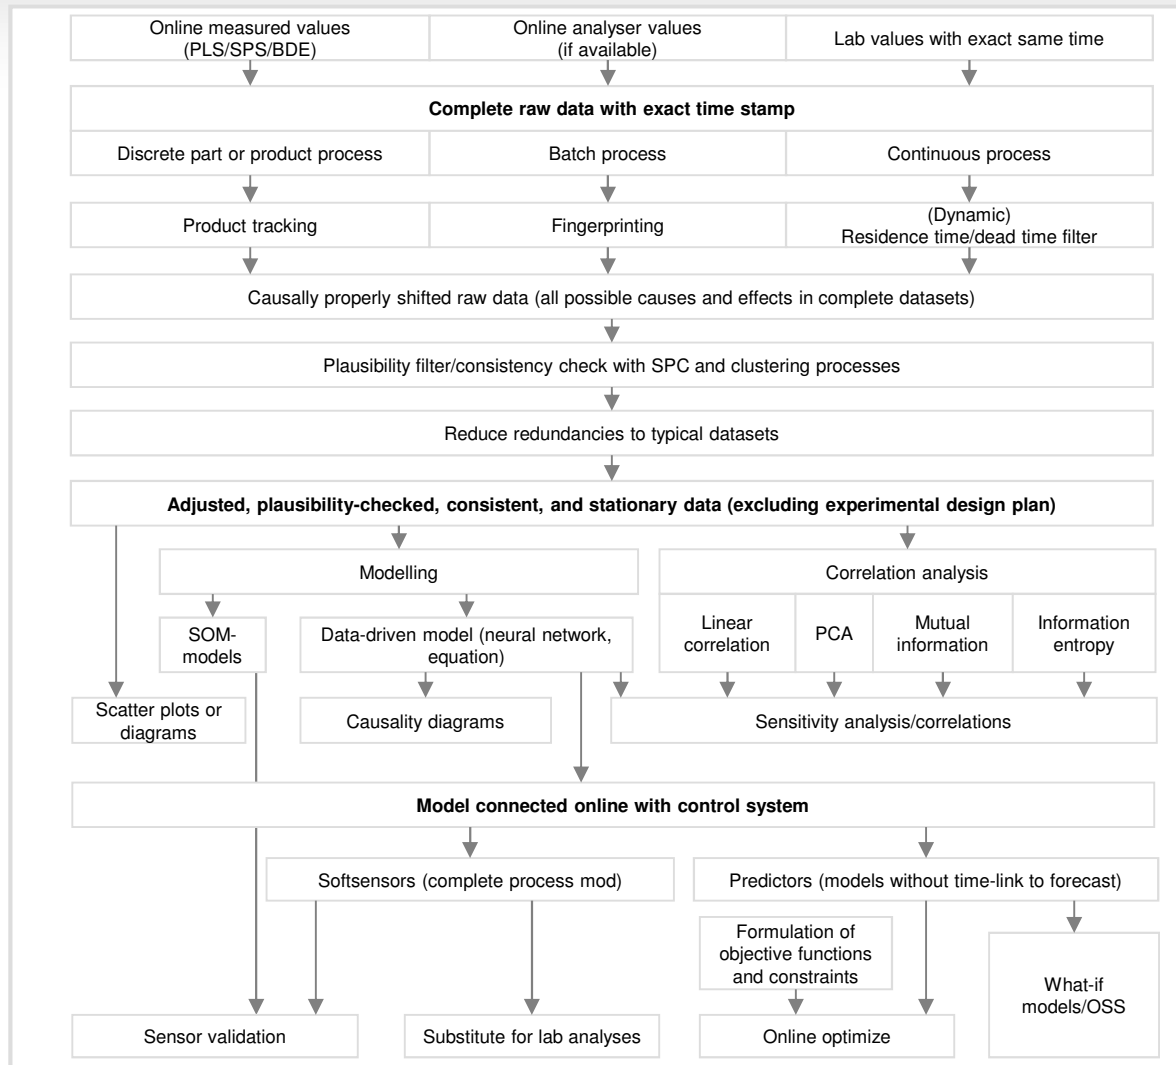 Online measured values
(PLS/SPS/BDE)
Online analyser values
(if available)
Lab values with exact same time
Complete raw data with exact time stamp
Discrete part or product process
Batch process
Continuous process
Product tracking
Fingerprinting
(Dynamic)
Residence time/dead time filter
Causally properly shifted raw data (all possible causes and effects in complete datasets)
Plausibility filter/consistency check with SPC and clustering processes
Reduce redundancies to typical datasets
Adjusted, plausibility-checked, consistent, and stationary data (excluding experimental design plan)
Modelling
Correlation analysis
SOM-
models
Data-driven model (neural network,
equation)
Linear
correlation
PCA
Mutual
information
Information
entropy
Scatter plots or
diagrams
Causality diagrams
Sensitivity analysis/correlations
Model connected online with control system
Softsensors (complete process mod)
Predictors (models without time-link to forecast)
Formulation of
objective functions
and constraints
What-if
models/OSS
Sensor validation
Substitute for lab analyses
Online optimize